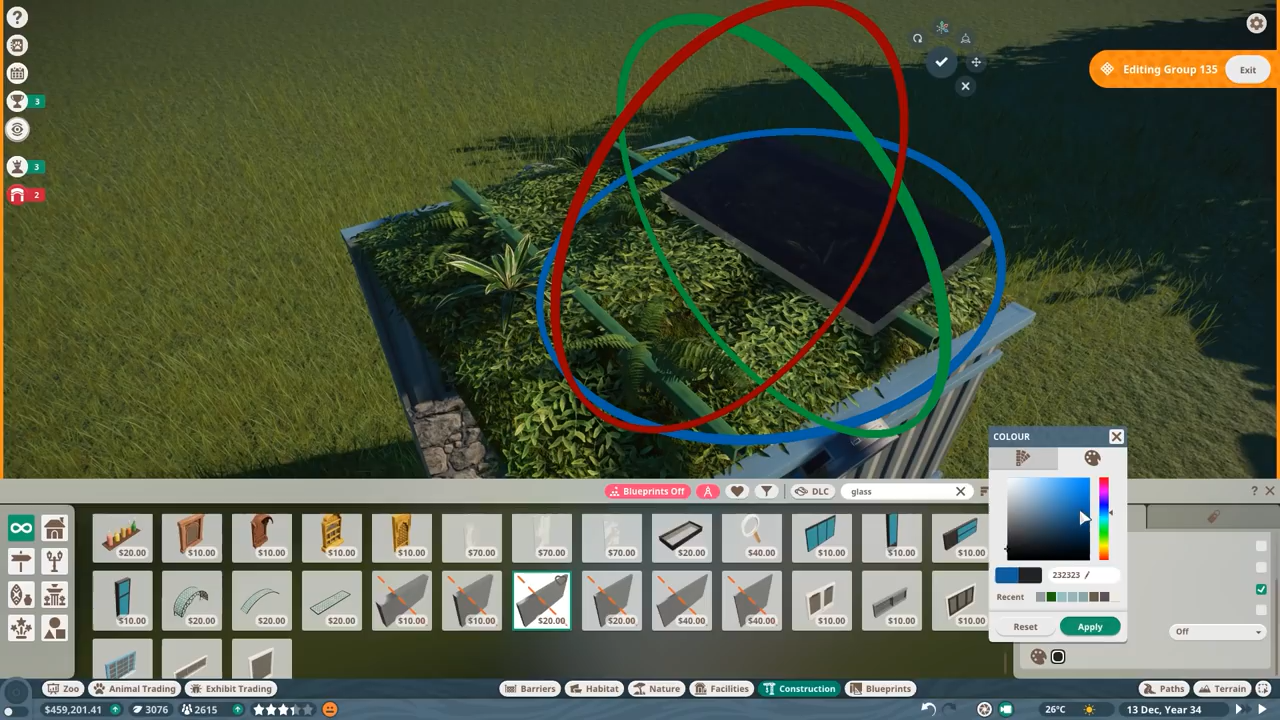 ?
3
3
2
Editing Group 135
Exit
Blueprints Off
DLC
glass
?
$20.00
$10.00
$10.00
$10.00
$10.00
$70.00
$70.00
$70.00
$20.00
$40.00
$10.00
$10.00
$10.00
$10.00
$20.00
$20.00
$20.00
$10.00
$10.00
$20.00
$20.00
$40.00
$40.00
$10.00
$10.00
$10.00
COLOUR
232323 /
Recent
Reset
Apply
Off
Zoo
Animal Trading
Exhibit Trading
Barriers
Habitat
Nature
Facilities
Construction
Blueprints
Paths
Terrain
$459,201.41
3076
2615
26°C
13 Dec, Year 34